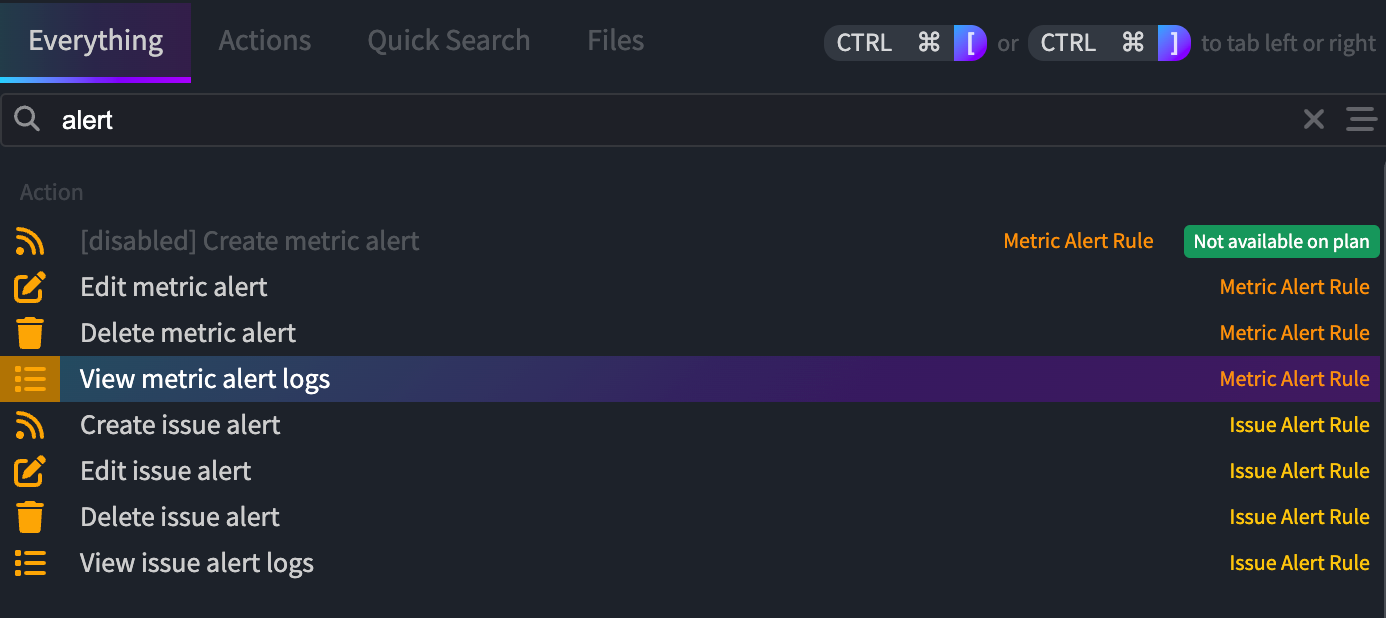 Everything Actions Quick Search Files CTRL ⌘ [ or CTRL ⌘ ] to tab left or right
alert
Action
[disabled] Create metric alert Metric Alert Rule Not available on plan
Edit metric alert Metric Alert Rule
Delete metric alert Metric Alert Rule
View metric alert logs Metric Alert Rule
Create issue alert Issue Alert Rule
Edit issue alert Issue Alert Rule
Delete issue alert Issue Alert Rule
View issue alert logs Issue Alert Rule